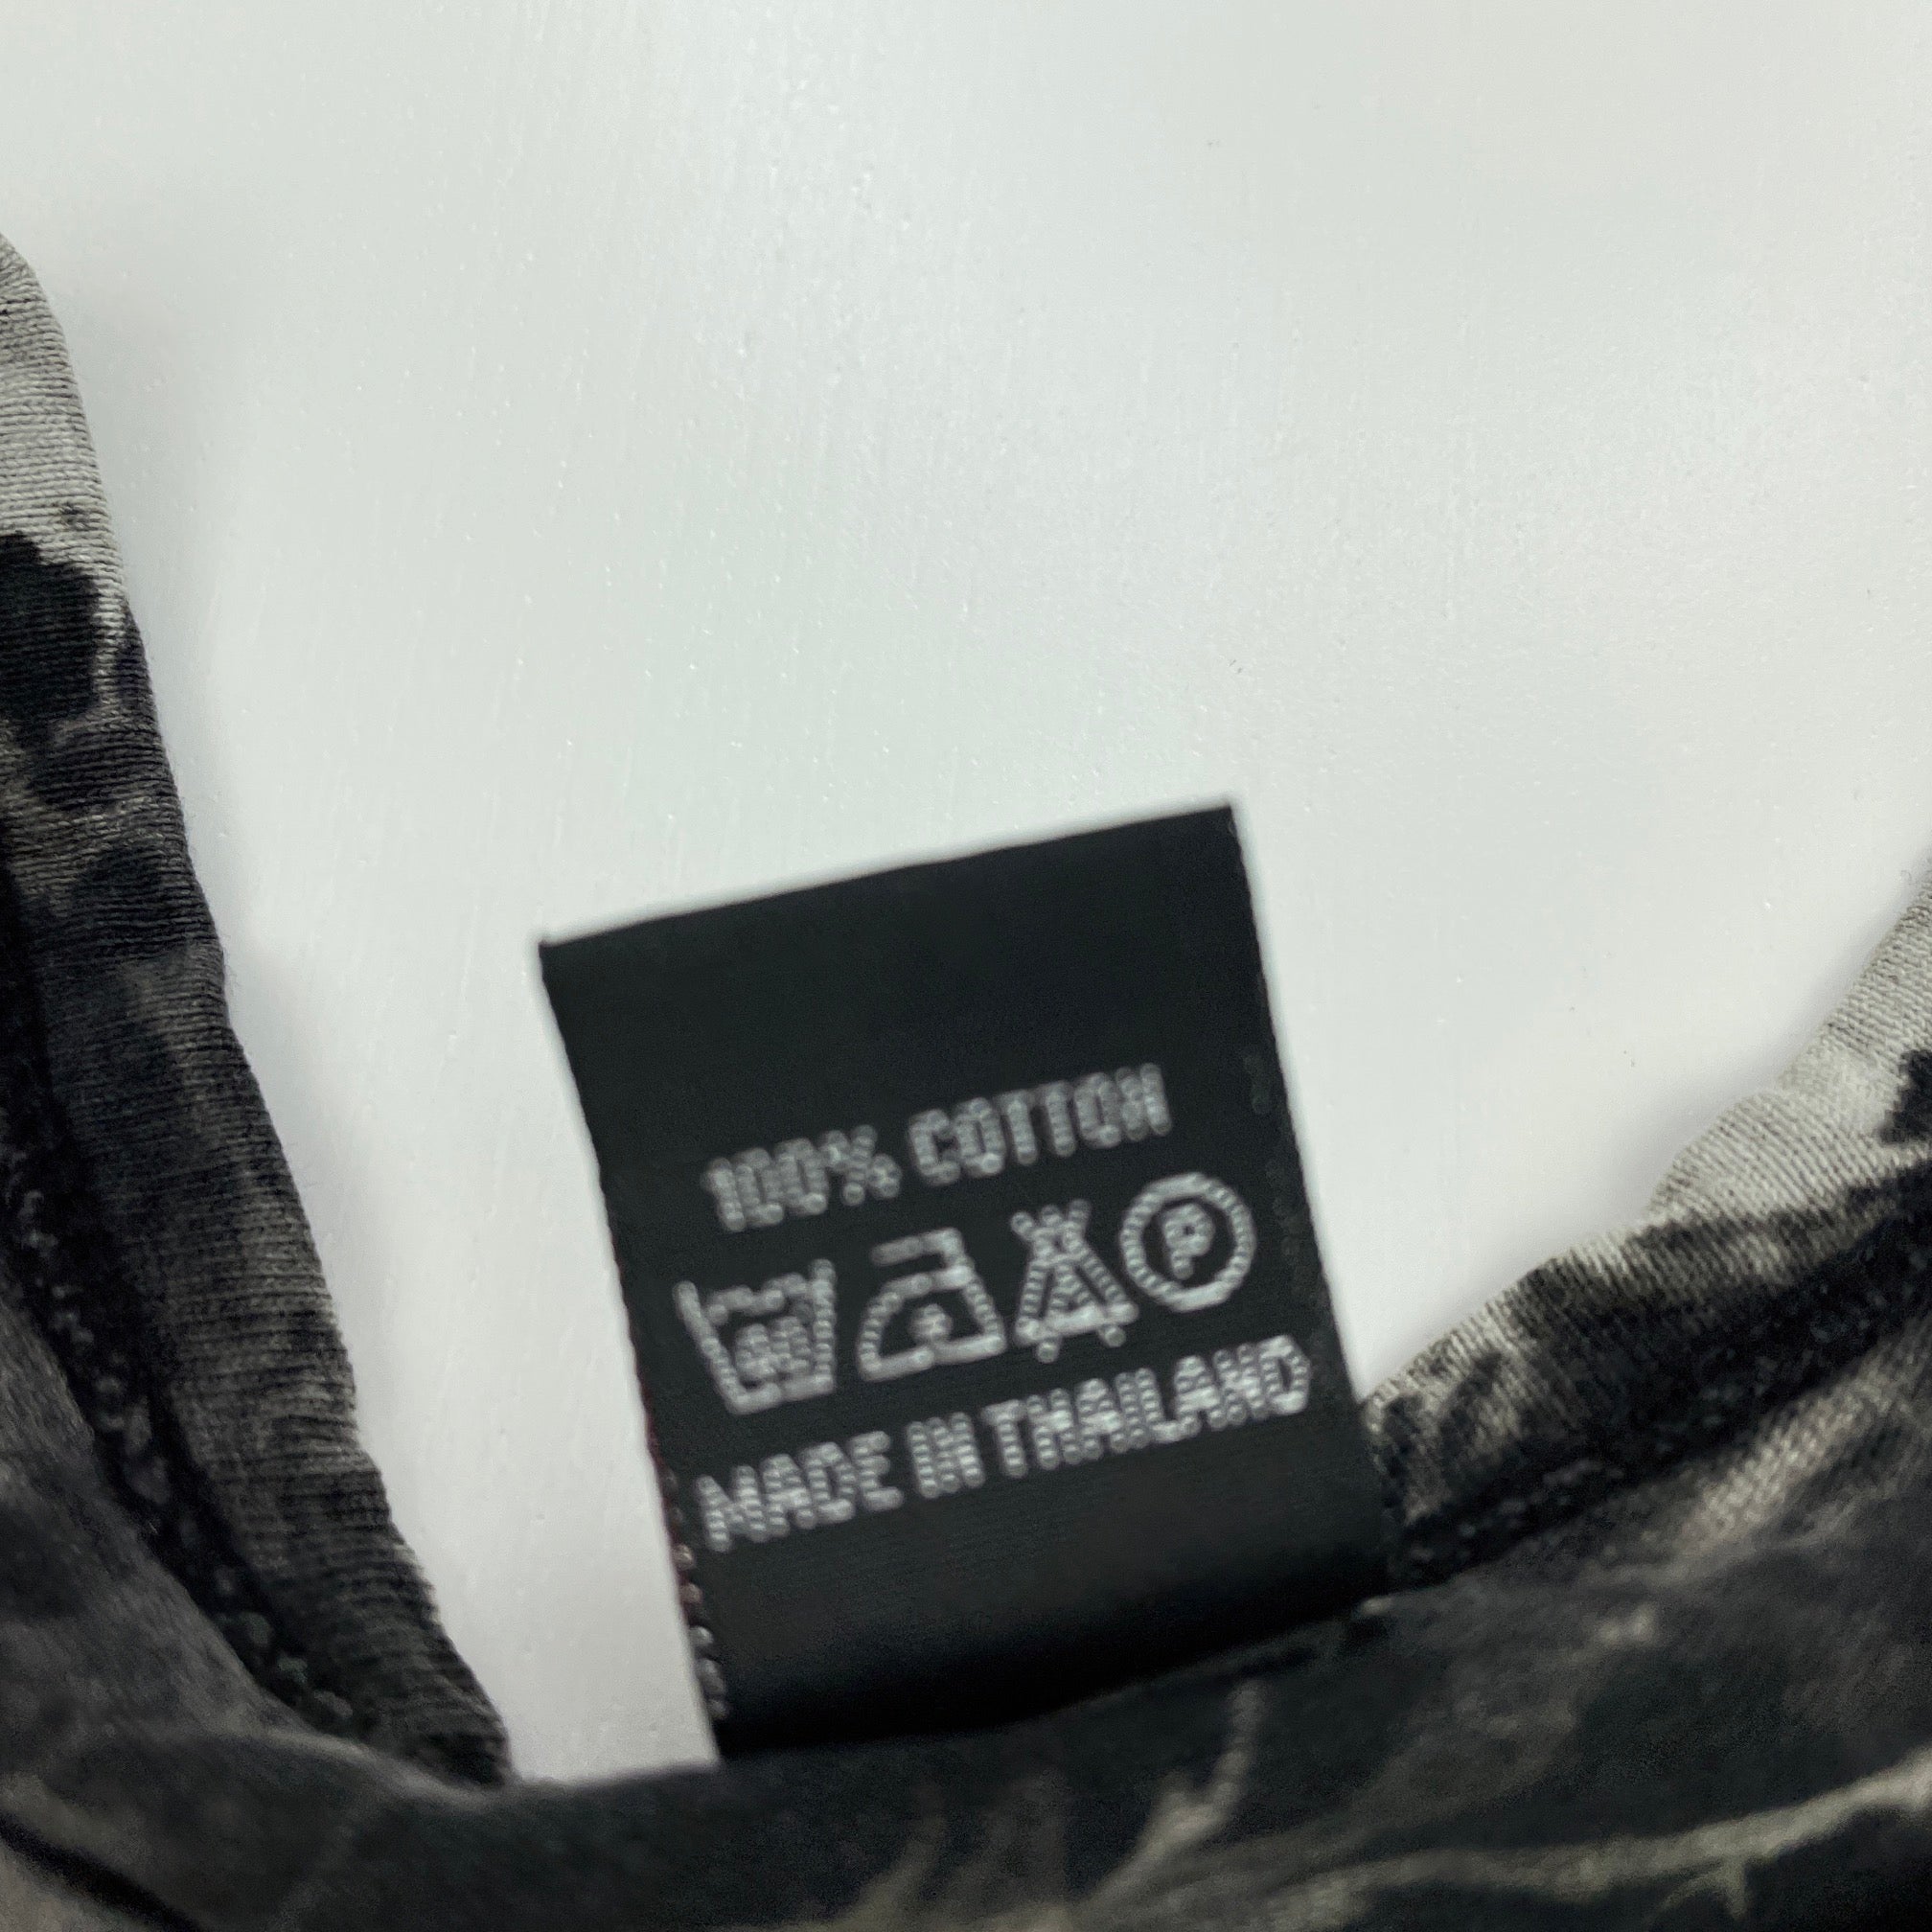 100% COTTON
P
MADE IN THAILAND